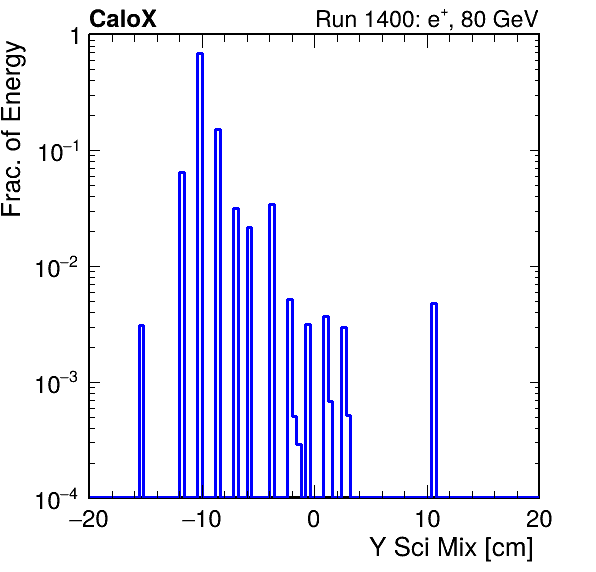 CaloX Run 1400: e⁺, 80 GeV
Frac. of Energy
1
10⁻¹
10⁻²
10⁻³
10⁻⁴
−20 −10 0 10 20
Y Sci Mix [cm]